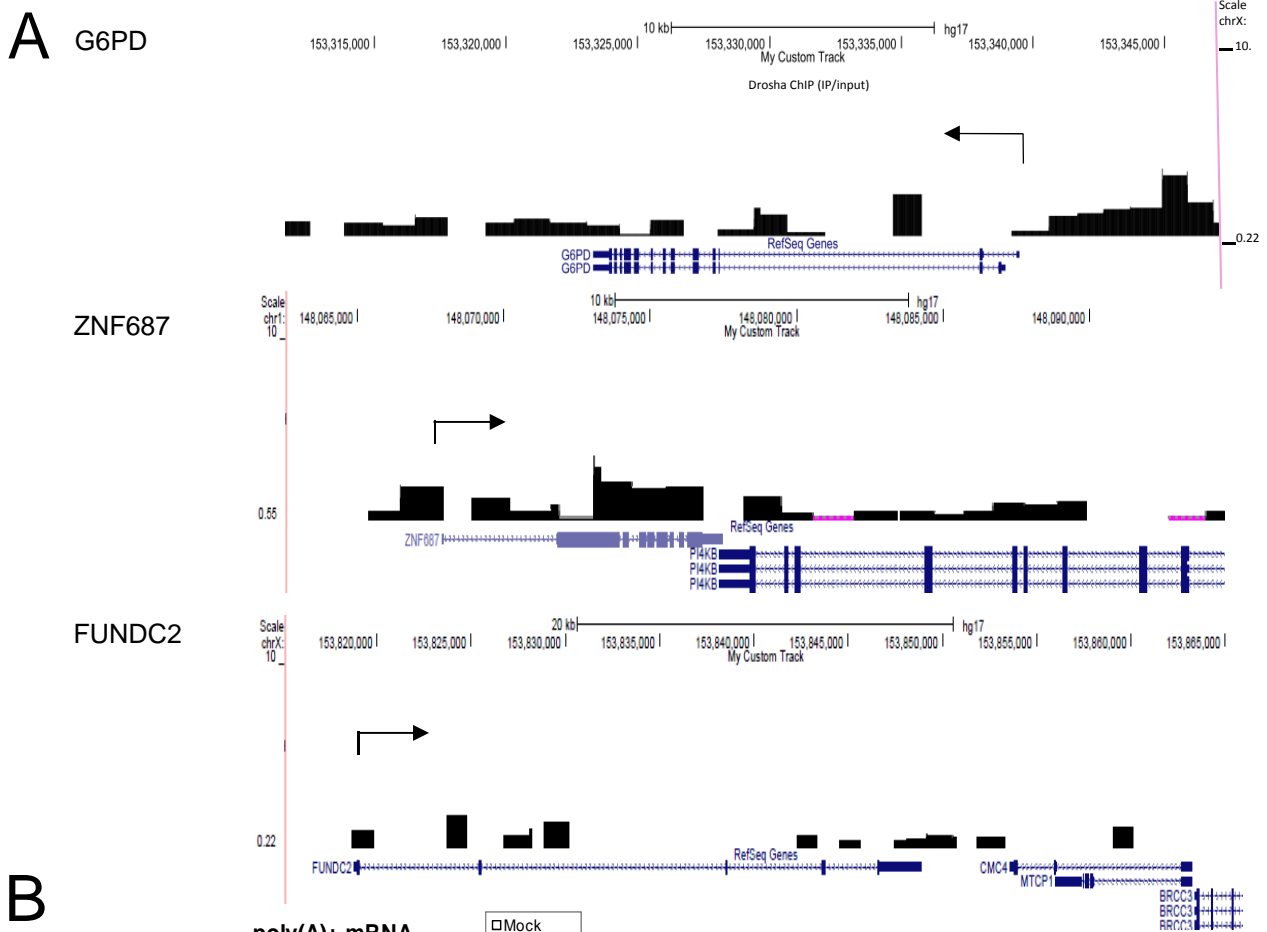 A
G6PD
10 kb hg17
Scale
chrX:
153,315,000 153,320,000 153,325,000 153,330,000 153,335,000 153,340,000 153,345,000
10.
My Custom Track
Drosha ChIP (IP/input)
0.22
RefSeq Genes
G6PD
G6PD
ZNF687
Scale 10 kb hg17
chr1: 148,065,000 148,070,000 148,075,000 148,080,000 148,085,000 148,090,000
10 My Custom Track
0.55
RefSeq Genes
ZNF687
PI4KB
PI4KB
PI4KB
FUNDC2
Scale 20 kb hg17
chrX: 153,820,000 153,825,000 153,830,000 153,835,000 153,840,000 153,845,000 153,850,000 153,855,000 153,860,000 153,865,000
10 My Custom Track
0.22
RefSeq Genes
FUNDC2 CMC4
MTCP1
BRCC3
BRCC3
BRCC3
B
poly(A)+ mRNA
Mock